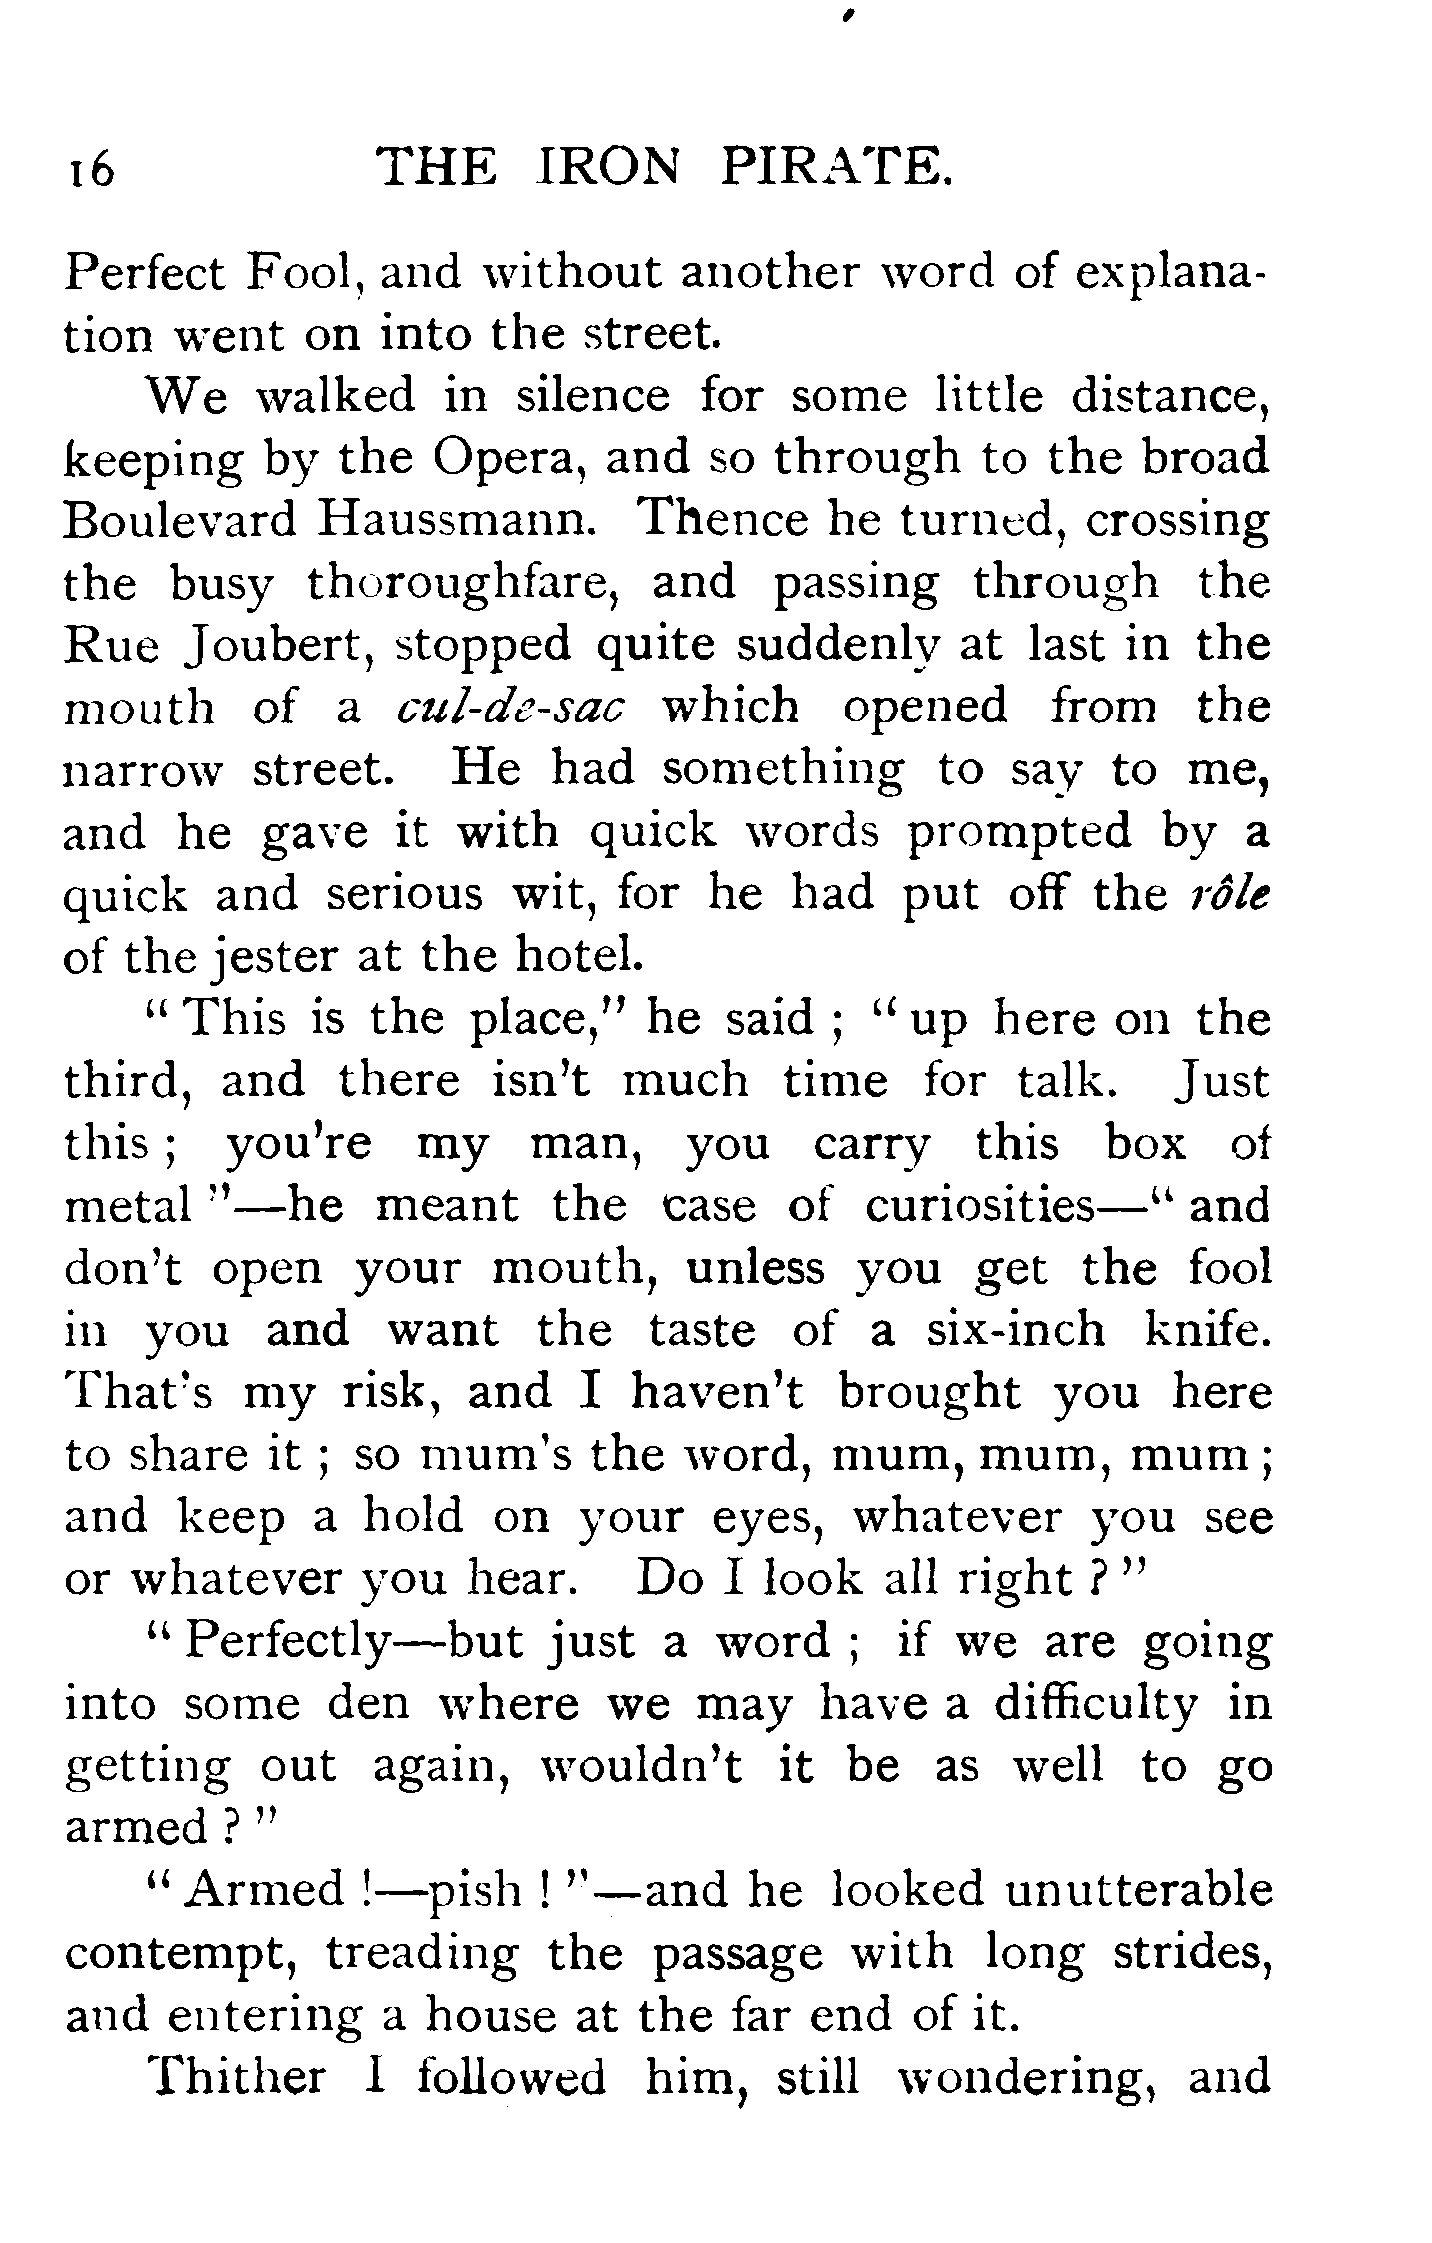 16 THE IRON PIRATE.
Perfect Fool, and without another word of explana-
tion went on into the street.
We walked in silence for some little distance,
keeping by the Opera, and so through to the broad
Boulevard Haussmann. Thence he turned, crossing
the busy thoroughfare, and passing through the
Rue Joubert, stopped quite suddenly at last in the
mouth of a cul-de-sac which opened from the
narrow street. He had something to say to me,
and he gave it with quick words prompted by a
quick and serious wit, for he had put off the rôle
of the jester at the hotel.
“ This is the place,” he said ; “ up here on the
third, and there isn’t much time for talk. Just
this ; you’re my man, you carry this box of
metal ”—he meant the case of curiosities—“ and
don’t open your mouth, unless you get the fool
in you and want the taste of a six-inch knife.
That’s my risk, and I haven’t brought you here
to share it ; so mum’s the word, mum, mum, mum ;
and keep a hold on your eyes, whatever you see
or whatever you hear. Do I look all right ? ”
“ Perfectly—but just a word ; if we are going
into some den where we may have a difficulty in
getting out again, wouldn’t it be as well to go
armed ? ”
“ Armed !—pish ! ”—and he looked unutterable
contempt, treading the passage with long strides,
and entering a house at the far end of it.
Thither I followed him, still wondering, and